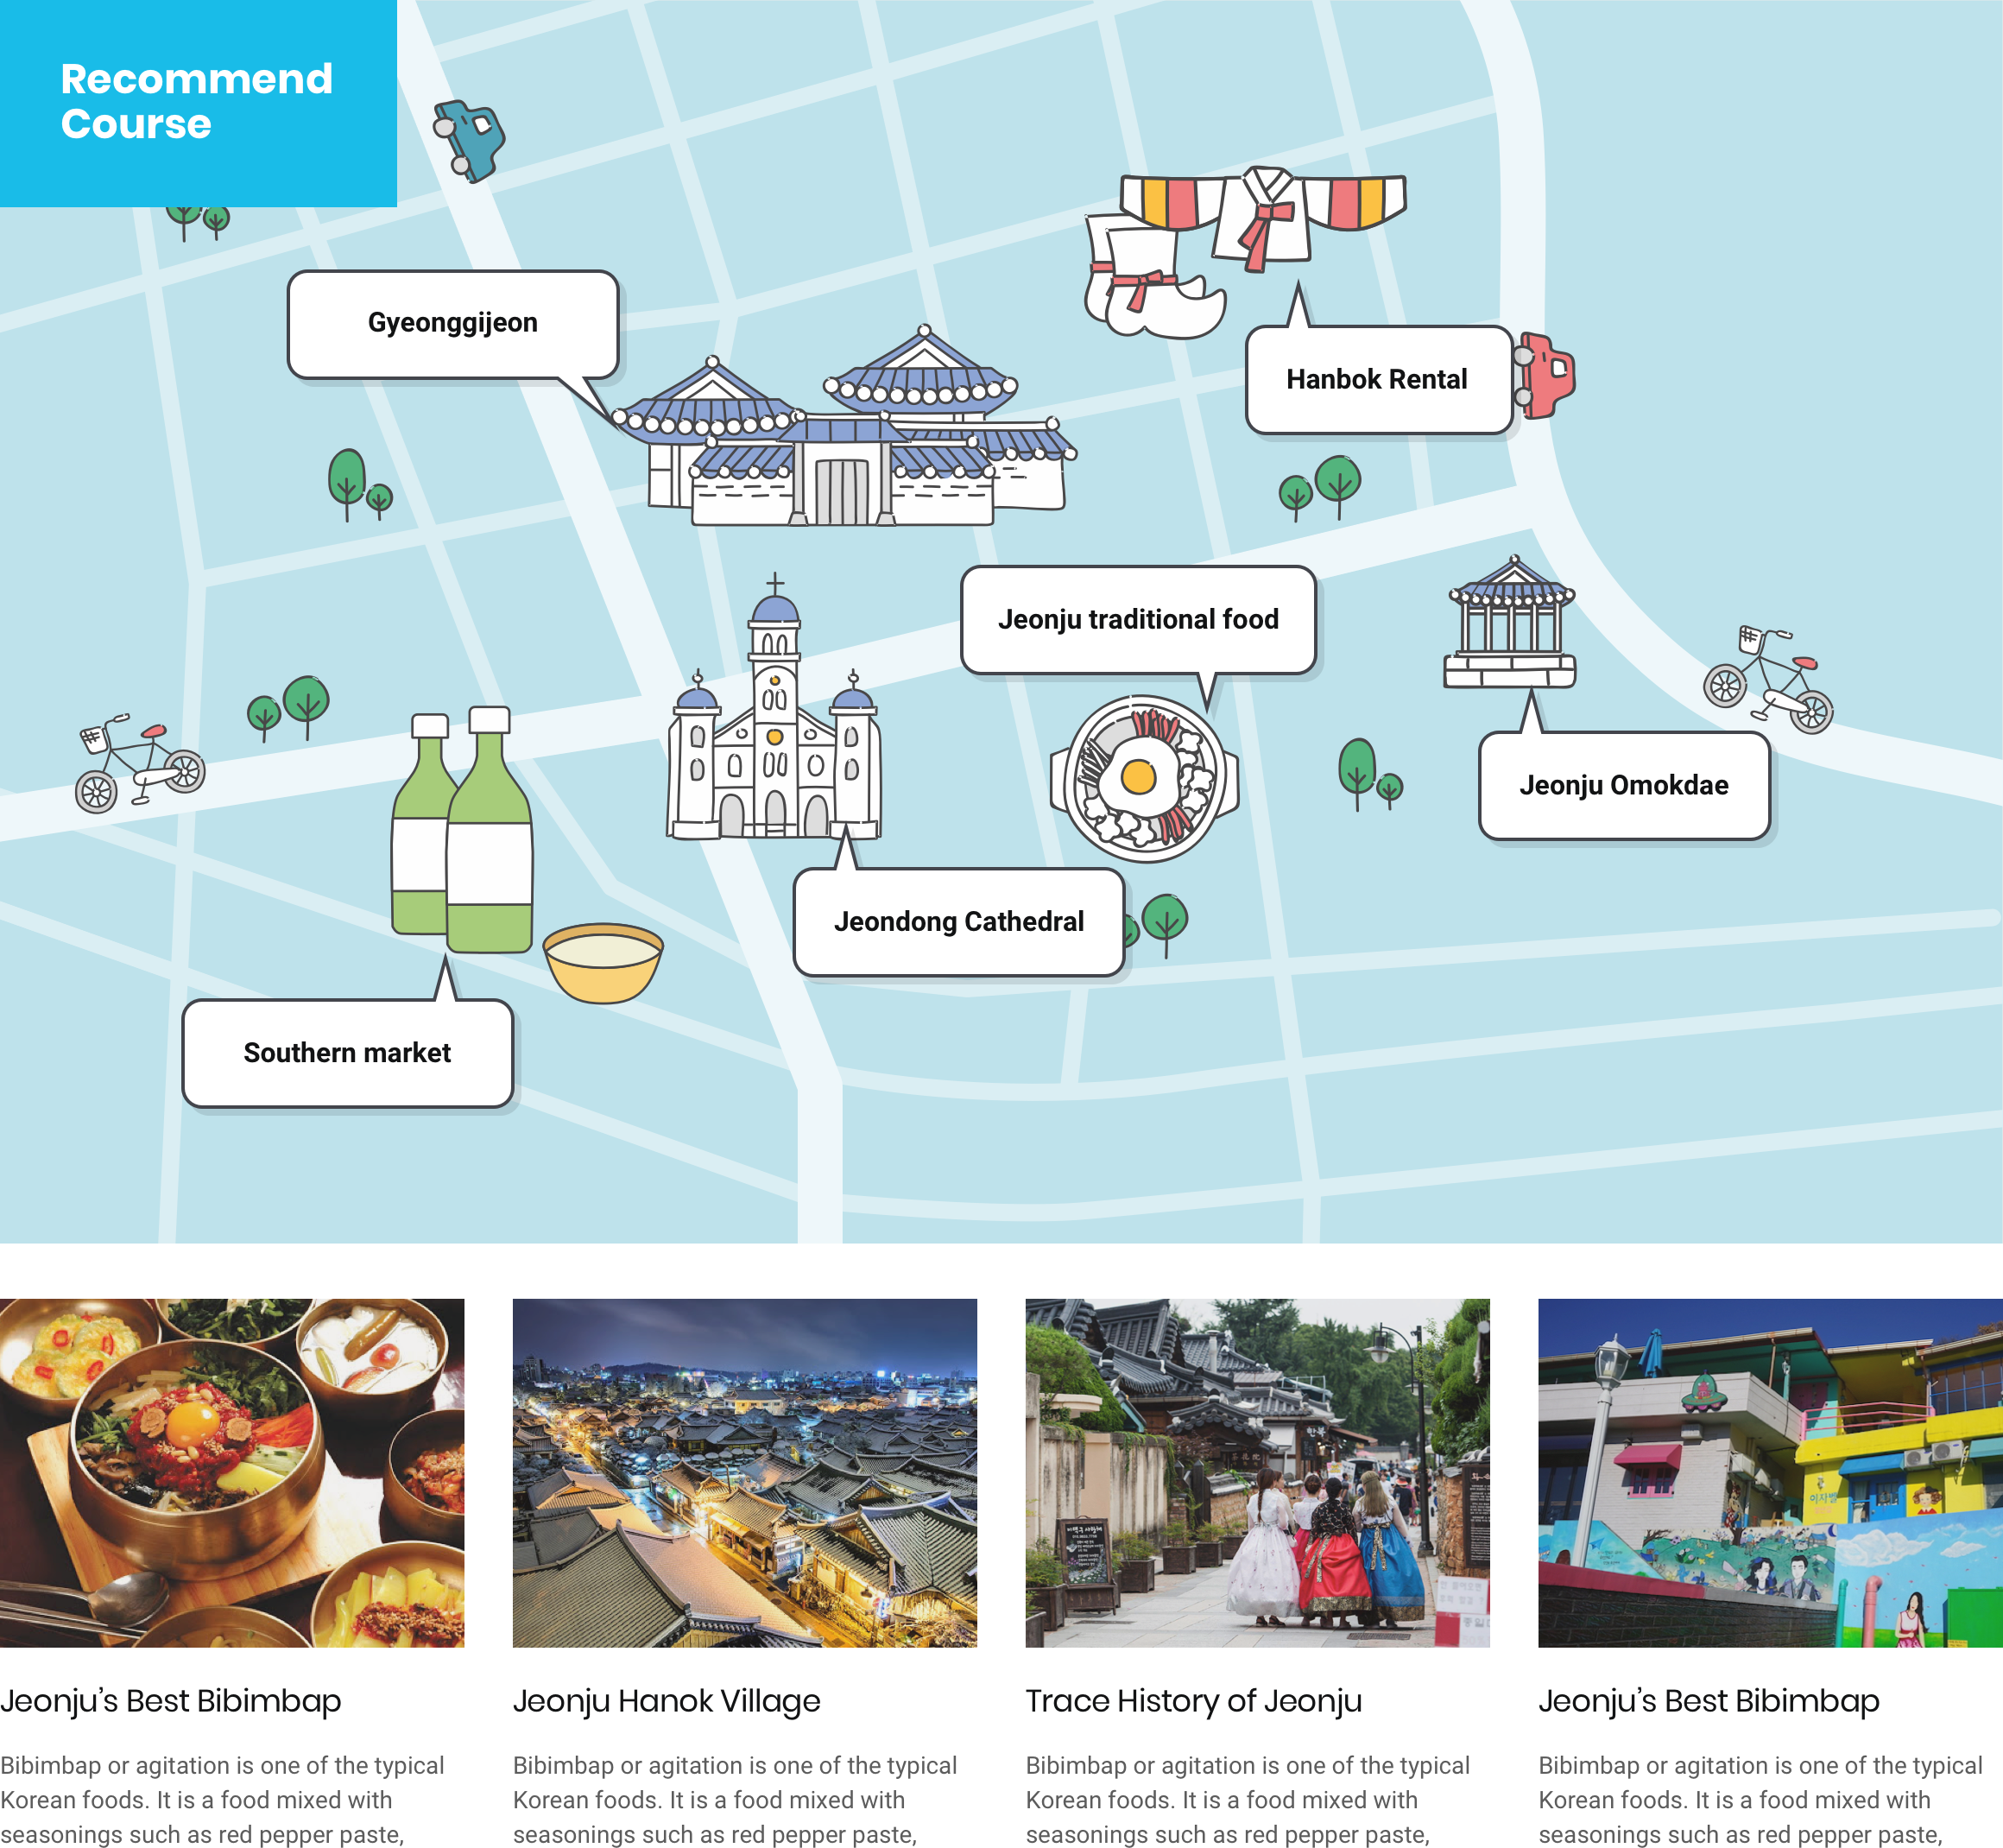 Recommend
Course
Gyeonggijeon
Hanbok Rental
Jeonju traditional food
Jeonju Omokdae
Jeondong Cathedral
Southern market
이자벨
Jeonju’s Best Bibimbap
Bibimbap or agitation is one of the typical
Korean foods. It is a food mixed with
seasonings such as red pepper paste,
Jeonju Hanok Village
Bibimbap or agitation is one of the typical
Korean foods. It is a food mixed with
seasonings such as red pepper paste,
Trace History of Jeonju
Bibimbap or agitation is one of the typical
Korean foods. It is a food mixed with
seasonings such as red pepper paste,
Jeonju’s Best Bibimbap
Bibimbap or agitation is one of the typical
Korean foods. It is a food mixed with
seasonings such as red pepper paste,